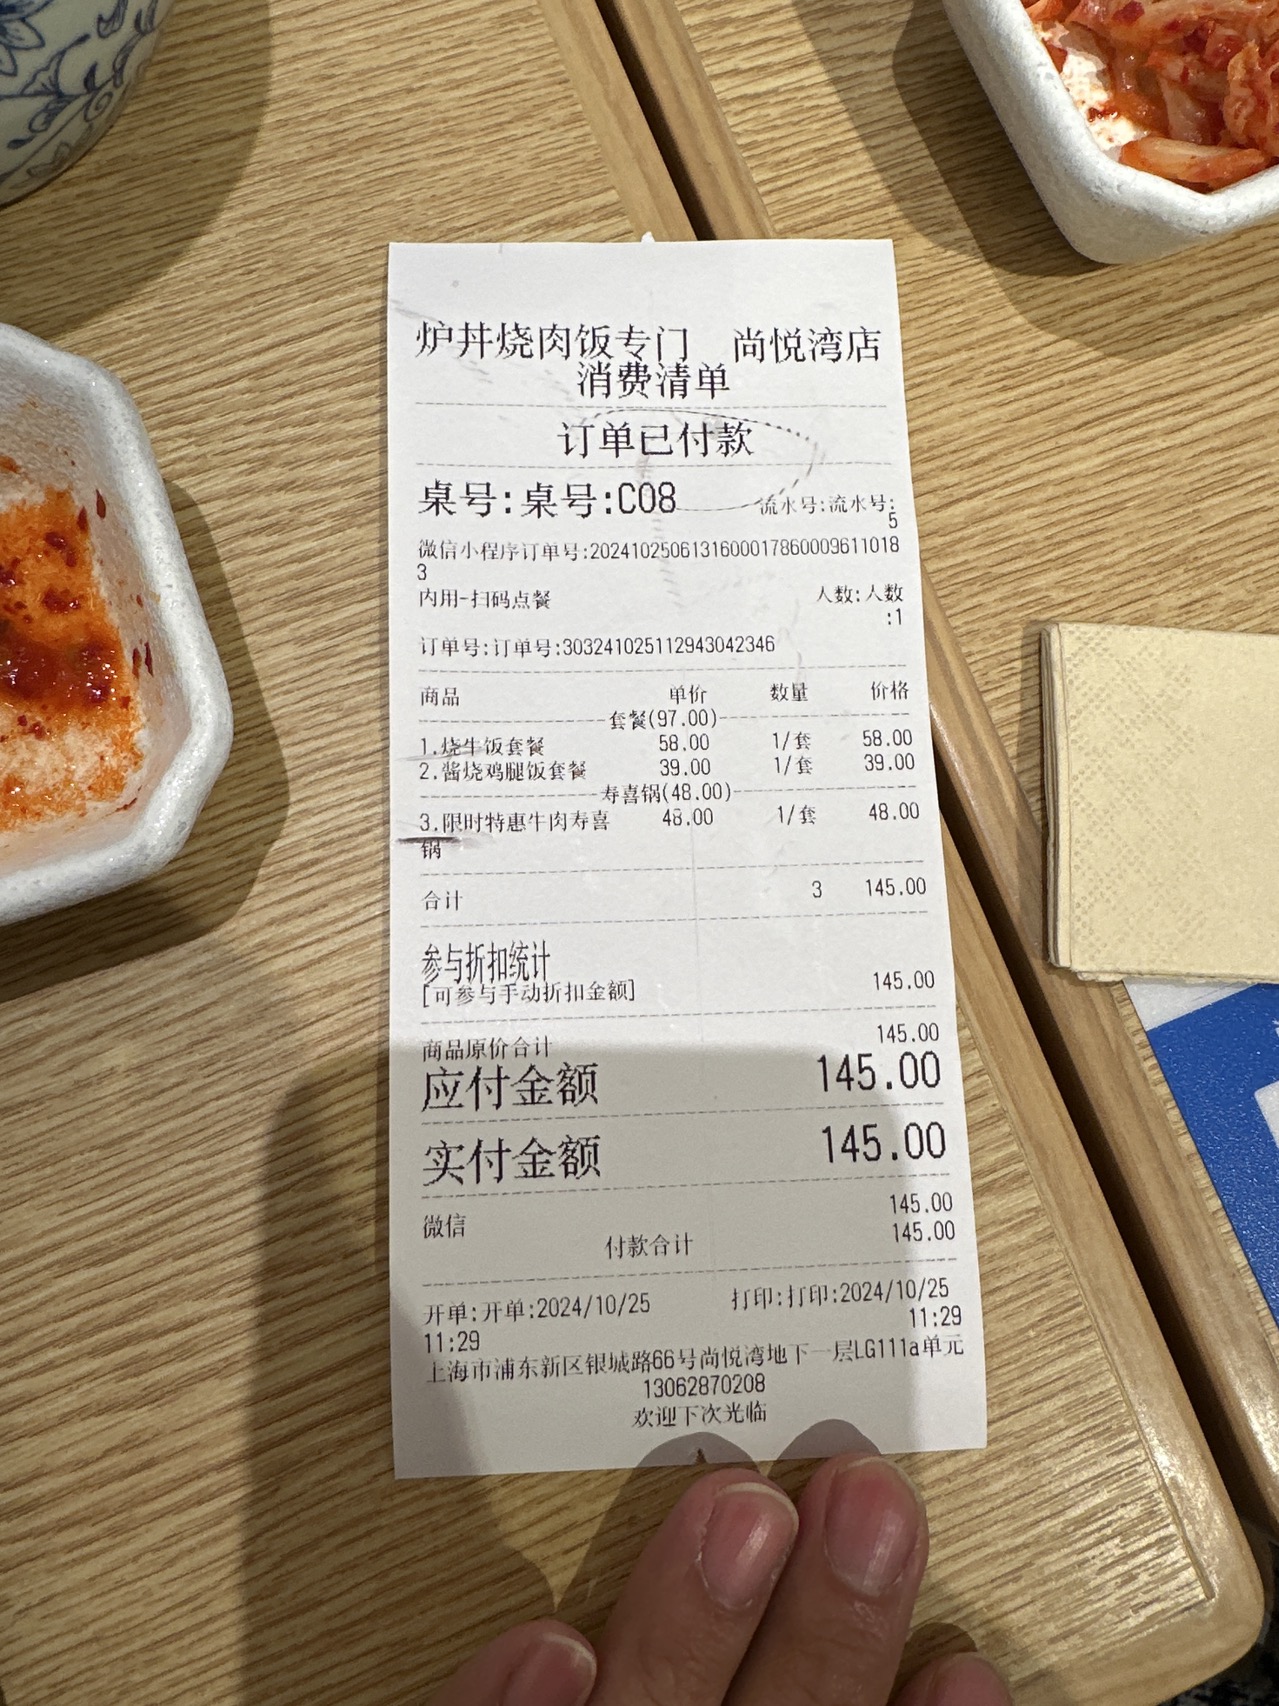 炉丼烧肉饭专门 尚悦湾店
消费清单
订单已付款
桌号:桌号:C08 流水号:流水号:
5
微信小程序订单号:2024102506131600017860009611018
3
内用-扫码点餐 人数:人数
:1
订单号:订单号:303241025112943042346
商品 单价 数量 价格
套餐(97.00)
1.烧牛饭套餐 58.00 1/套 58.00
2.酱烧鸡腿饭套餐 39.00 1/套 39.00
寿喜锅(48.00)
3.限时特惠牛肉寿喜 48.00 1/套 48.00
锅
合计 3 145.00
参与折扣统计
[可参与手动折扣金额] 145.00
商品原价合计 145.00
应付金额 145.00
实付金额 145.00
微信 145.00
付款合计 145.00
开单:开单:2024/10/25 打印:打印:2024/10/25
11:29 11:29
上海市浦东新区银城路66号尚悦湾地下一层LG111a单元
13062870208
欢迎下次光临